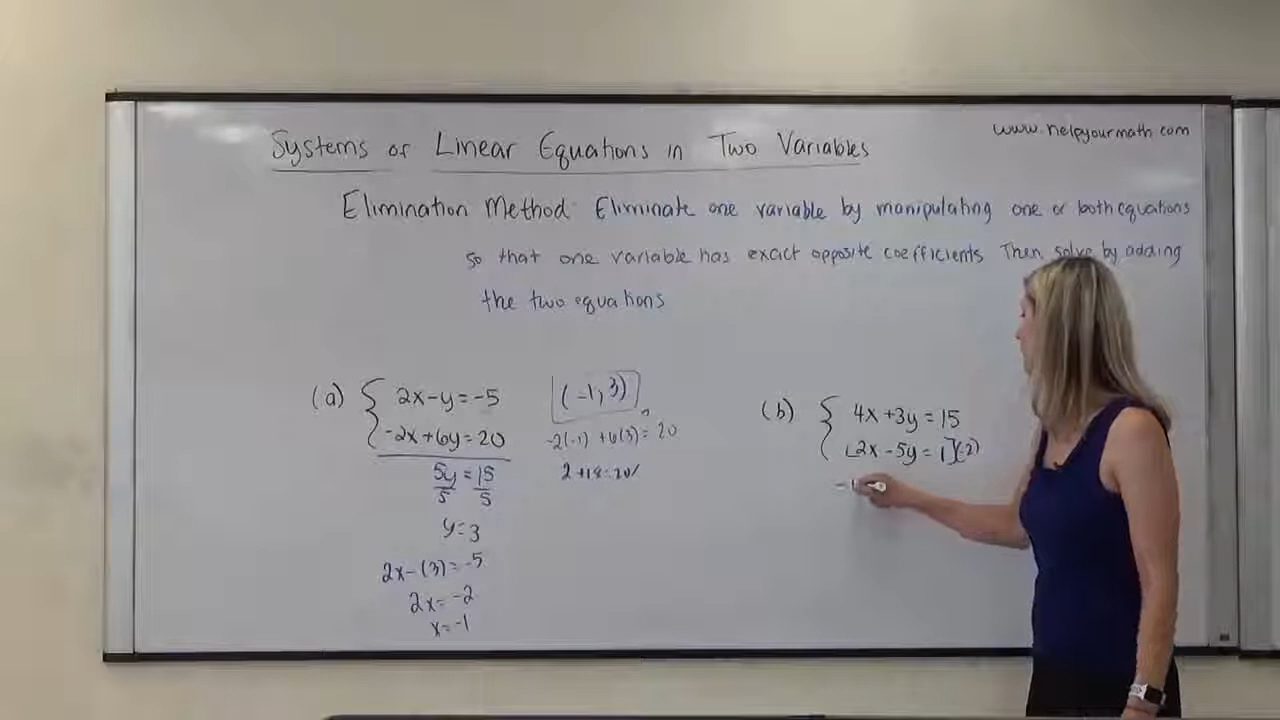 www.helpyourmath.com
Systems of Linear Equations in Two Variables
Elimination Method: Eliminate one variable by manipulating one or both equations
so that one variable has exact opposite coefficients Then solve by adding
the two equations
(a) { 2x-y=-5
-2x+6y=20
5y = 15
5 5
y=3
2x-(3)=-5
2x=-2
x=-1
(-1,3)
-2(-1)+6(3)=20
2+18=20✓
(b) { 4x+3y=15
[2x-5y=1](-2)